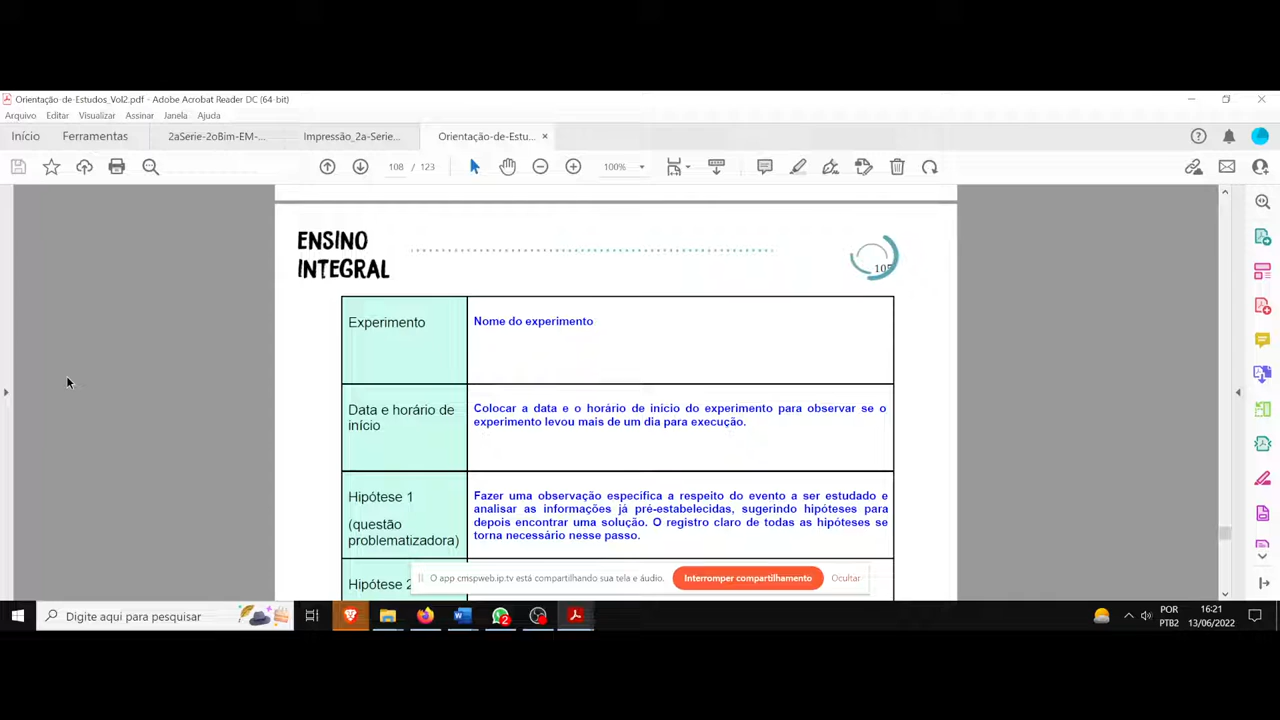 Orientação-de-Estudos_Vol2.pdf - Adobe Acrobat Reader DC (64-bit)
Arquivo Editar Visualizar Assinar Janela Ajuda
Início Ferramentas 2aSerie-2oBim-EM-... Impressão_2a-Serie... Orientação-de-Estu... ×
108 / 123 100%
ENSINO
INTEGRAL
107
Experimento
Nome do experimento
Data e horário de
início
Colocar a data e o horário de início do experimento para observar se o
experimento levou mais de um dia para execução.
Hipótese 1
(questão
problematizadora)
Fazer uma observação específica a respeito do evento a ser estudado e
analisar as informações já pré-estabelecidas, sugerindo hipóteses para
depois encontrar uma solução. O registro claro de todas as hipóteses se
torna necessário nesse passo.
Hipótese 2
O app cmspweb.ip.tv está compartilhando sua tela e áudio. Interromper compartilhamento Ocultar
Digite aqui para pesquisar
2
POR
PTB2
16:21
13/06/2022